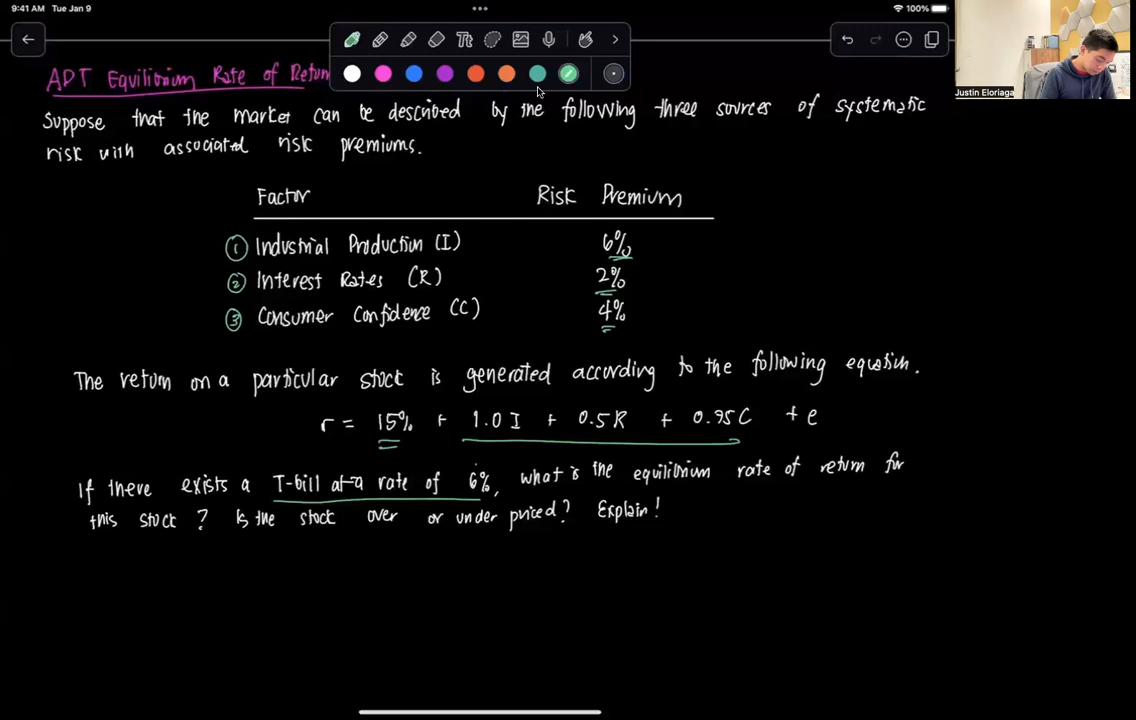 9:41 AM Tue Jan 9
100%
Justin Eloriaga
APT Equilibrium Rate of Return
Suppose that the market can be described by the following three sources of systematic
risk with associated risk premiums.
Factor Risk Premium
① Industrial Production (I) 6%
② Interest Rates (R) 2%
③ Consumer Confidence (C) 4%
The return on a particular stock is generated according to the following equation.
r = 15% + 1.0 I + 0.5 R + 0.75 C + e
If there exists a T-bill at a rate of 6%, what is the equilibrium rate of return for
this stock? Is the stock over or under priced? Explain!